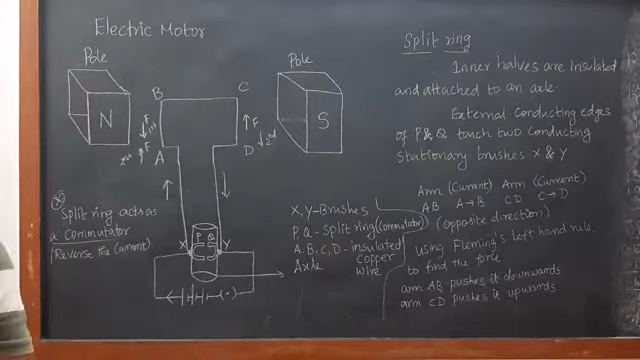 Electric Motor
Pole
Pole
N
S
B
C
A
D
F
1st
F
2nd
F
2nd
Split ring acts as
a commutator
(Reverse the current)
P Q
X
Y
X, Y - Brushes
P, Q - Split ring (commutator)
A, B, C, D - insulated
copper
wire
Axle
Split ring
Inner halves are Insulated
and attached to an axle.
External conducting edges
of P & Q touch two conducting
stationary brushes X & Y
Arm (Current) Arm (Current)
AB A→B CD C→D
(opposite direction)
Using Fleming's left hand rule.
to find the force
arm AB pushes it downwards
arm CD pushes it upwards